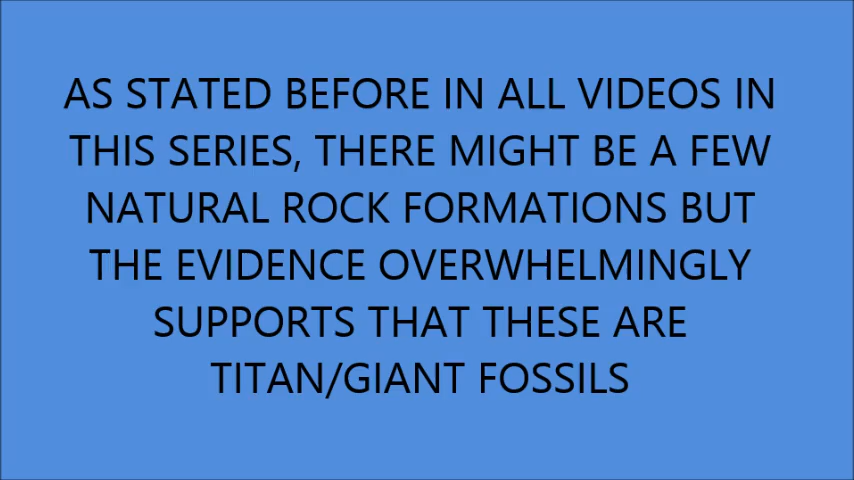 AS STATED BEFORE IN ALL VIDEOS IN
THIS SERIES, THERE MIGHT BE A FEW
NATURAL ROCK FORMATIONS BUT
THE EVIDENCE OVERWHELMINGLY
SUPPORTS THAT THESE ARE
TITAN/GIANT FOSSILS